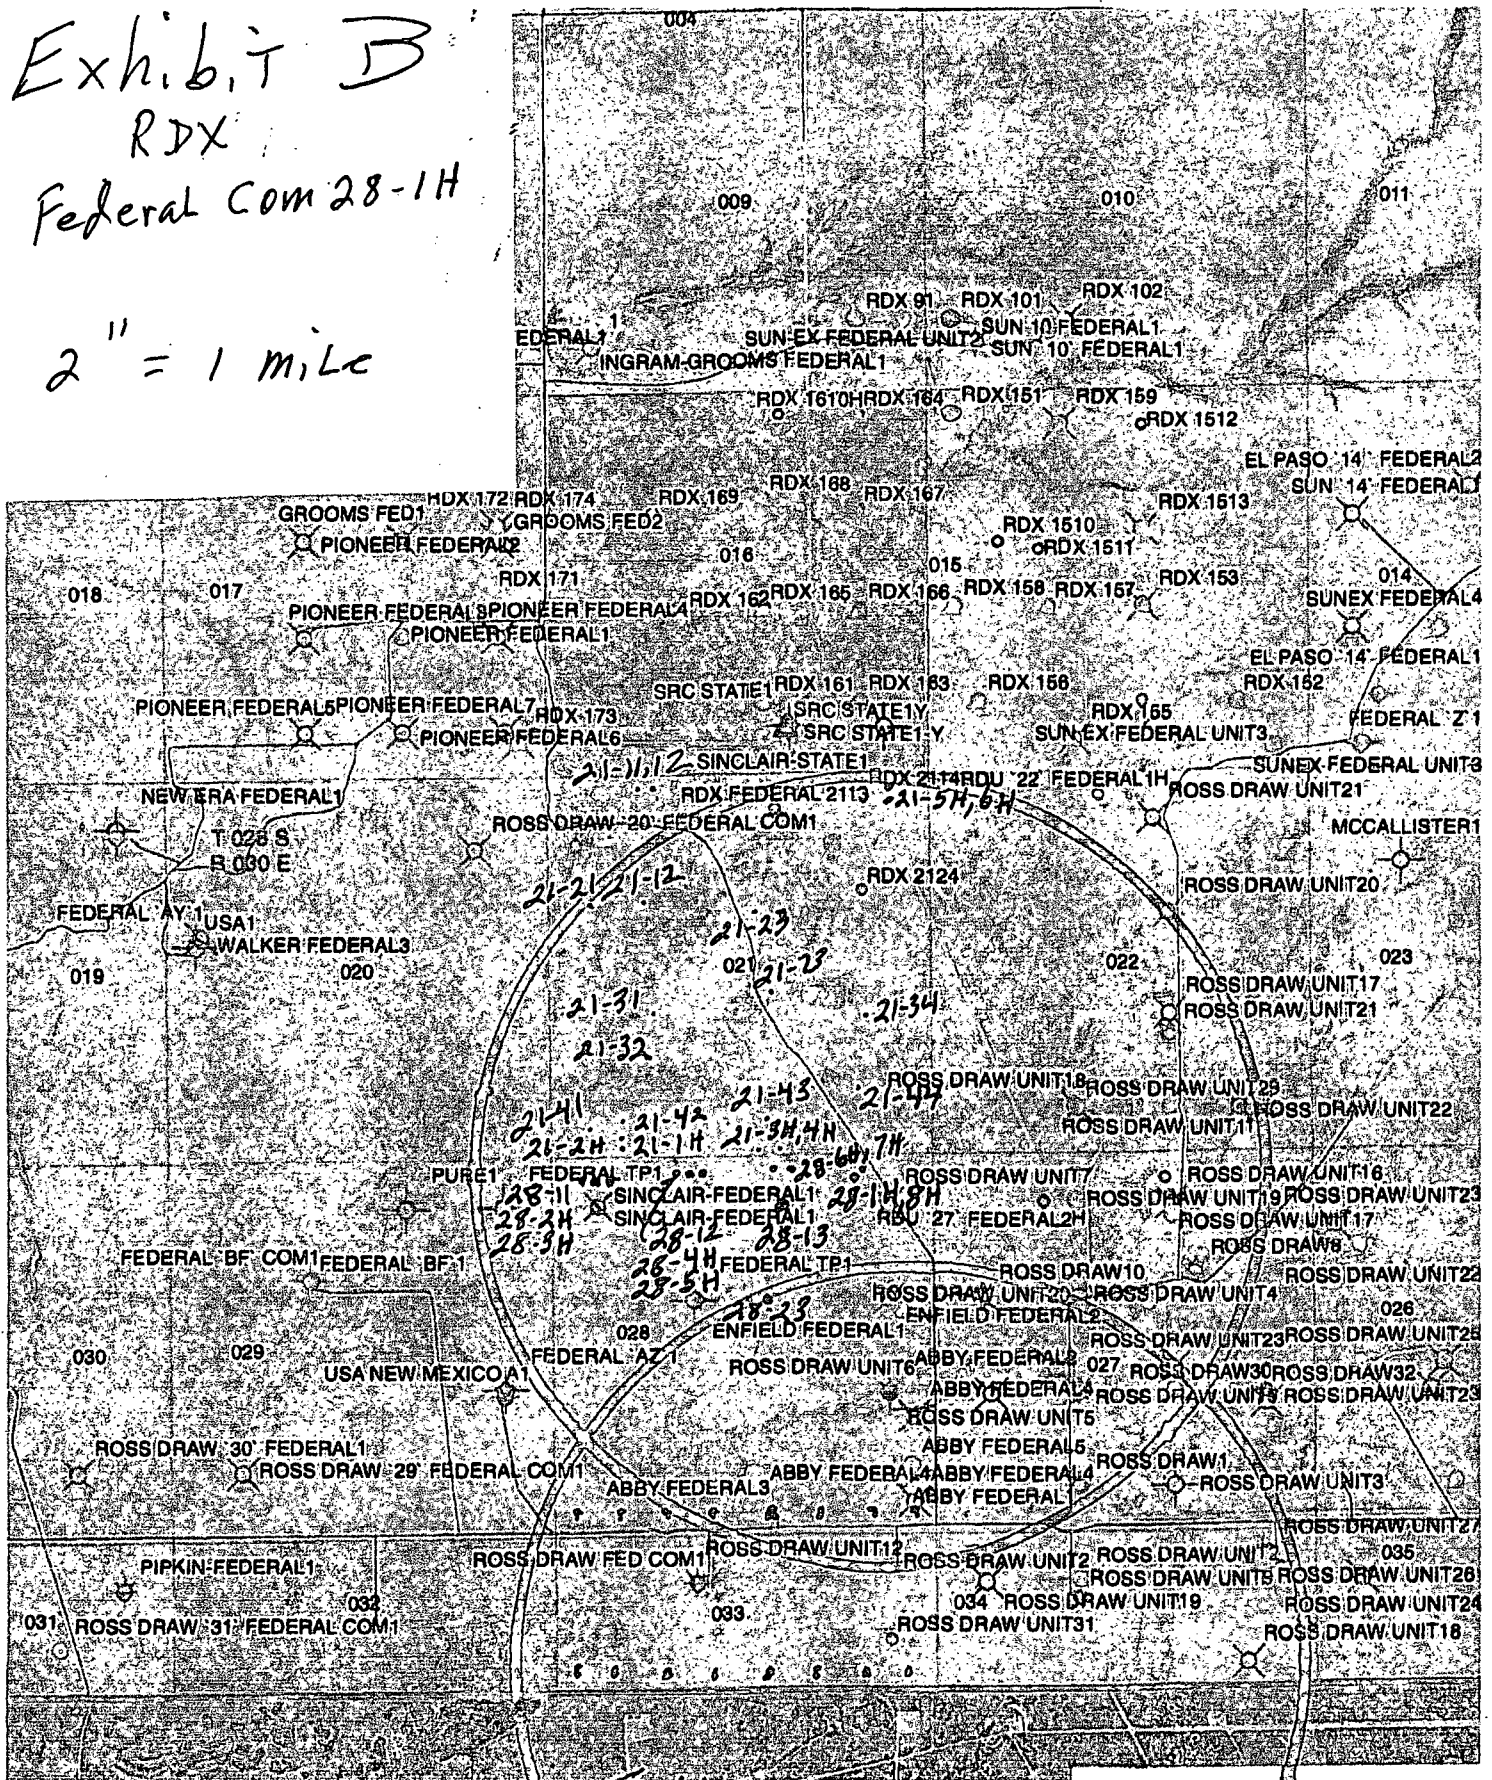 Exhibit B
RDX
Federal Com 28-1H
2" = 1 mile
004
009
010
011
RDX 91
RDX 101
RDX 102
EDERAL1
1
SUN-EX FEDERAL UNIT2
SUN 10 FEDERAL1
INGRAM-GROOMS FEDERAL1
SUN '10' FEDERAL1
RDX 1610H
RDX 164
RDX 151
RDX 159
RDX 1512
EL PASO '14' FEDERAL2
RDX 172
RDX 174
RDX 169
RDX 168
RDX 167
SUN '14' FEDERAL1
GROOMS FED1
GROOMS FED2
RDX 1513
PIONEER FEDERAL2
RDX 1510
RDX 1511
016
015
RDX 171
RDX 153
014
018
017
PIONEER FEDERAL3
PIONEER FEDERAL4
RDX 162
RDX 165
RDX 166
RDX 158
RDX 157
SUNEX FEDERAL4
PIONEER FEDERAL1
EL PASO '14' FEDERAL1
SRC STATE1
RDX 161
RDX 163
RDX 156
RDX 152
PIONEER FEDERAL5
PIONEER FEDERAL7
RDX 173
SRC STATE1Y
RDX 155
FEDERAL 'Z' 1
PIONEER FEDERAL6
SRC STATE1-Y
SUN EX FEDERAL UNIT3
21-11,12
SINCLAIR-STATE1
SUNEX FEDERAL UNIT3
RDX 2114
RDU '22' FEDERAL1H
NEW ERA FEDERAL1
RDX FEDERAL 2113
21-5H, 6H
ROSS DRAW UNIT21
ROSS DRAW '20' FEDERAL COM1
MCCALLISTER1
T 026 S
R 030 E
21-21
21-12
RDX 2124
ROSS DRAW UNIT20
FEDERAL 'AY' 1
USA1
21-23
WALKER FEDERAL3
019
020
021
21-23
022
023
ROSS DRAW UNIT17
21-31
21-34
ROSS DRAW UNIT21
21-32
ROSS DRAW UNIT18
ROSS DRAW UNIT29
21-41
21-42
21-43
21-44
ROSS DRAW UNIT22
ROSS DRAW UNIT11
21-2H
21-1H
21-3H,4H
PURE1
FEDERAL TP1
28-6H, 7H
ROSS DRAW UNIT7
ROSS DRAW UNIT16
28-11
SINCLAIR-FEDERAL1
28-1H,8H
ROSS DRAW UNIT19
ROSS DRAW UNIT23
28-2H
SINCLAIR-FEDERAL1
RDU '27' FEDERAL2H
ROSS DRAW UNIT17
28-3H
28-12
28-13
ROSS DRAW8
FEDERAL 'BF' COM1
FEDERAL 'BF' 1
28-4H
FEDERAL TP1
ROSS DRAW10
ROSS DRAW UNIT22
28-5H
ROSS DRAW UNIT20
ROSS DRAW UNIT4
28-23
ENFIELD FEDERAL2
026
028
ENFIELD FEDERAL1
ROSS DRAW UNIT23
ROSS DRAW UNIT25
030
029
FEDERAL 'AZ' 1
ROSS DRAW UNIT6
ABBY FEDERAL2
027
ROSS DRAW30
ROSS DRAW32
USA NEW MEXICO A1
ABBY FEDERAL4
ROSS DRAW UNIT9
ROSS DRAW UNIT23
ROSS DRAW UNIT5
ROSS DRAW '30' FEDERAL1
ABBY FEDERAL5
ROSS DRAW1
ROSS DRAW '29' FEDERAL COM1
ABBY FEDERAL3
ABBY FEDERAL4
ABBY FEDERAL4
ROSS DRAW UNIT3
ABBY FEDERAL1
ROSS DRAW UNIT27
PIPKIN-FEDERAL1
ROSS DRAW FED COM1
ROSS DRAW UNIT12
ROSS DRAW UNIT2
ROSS DRAW UNIT2
035
ROSS DRAW UNIT8
ROSS DRAW UNIT26
031
032
033
034
ROSS DRAW UNIT19
ROSS DRAW UNIT24
ROSS DRAW '31' FEDERAL COM1
ROSS DRAW UNIT31
ROSS DRAW UNIT18